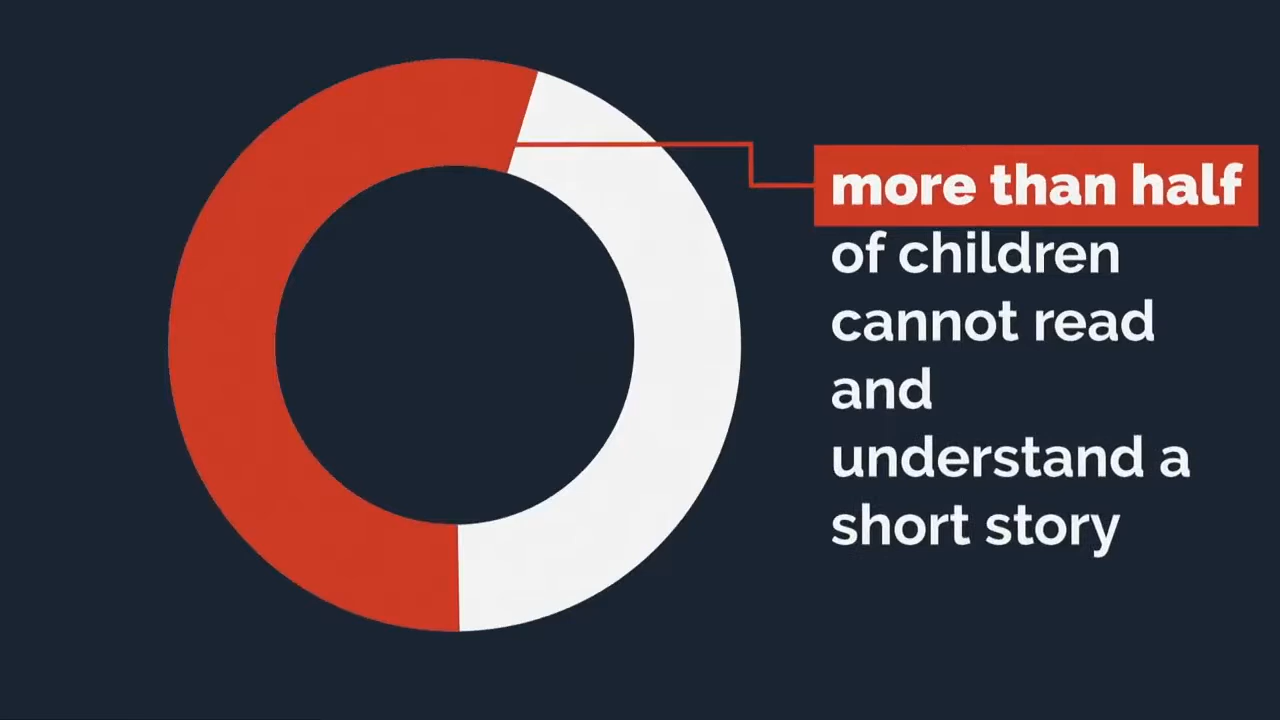 more than half
of children
cannot read
and
understand a
short story